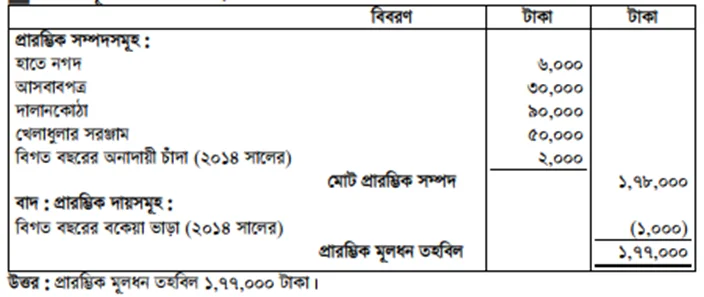 বিবরণ টাকা টাকা
প্রারম্ভিক সম্পদসমূহ :
হাতে নগদ ৬,০০০
আসবাবপত্র ৩০,০০০
দালানকোঠা ৯০,০০০
খেলাধুলার সরঞ্জাম ৫০,০০০
বিগত বছরের অনাদায়ী চাঁদা (২০১৪ সালের) ২,০০০
মোট প্রারম্ভিক সম্পদ ১,৭৮,০০০
বাদ : প্রারম্ভিক দায়সমূহ :
বিগত বছরের বকেয়া ভাড়া (২০১৪ সালের) (১,০০০)
প্রারম্ভিক মূলধন তহবিল ১,৭৭,০০০
উত্তর : প্রারম্ভিক মূলধন তহবিল ১,৭৭,০০০ টাকা।